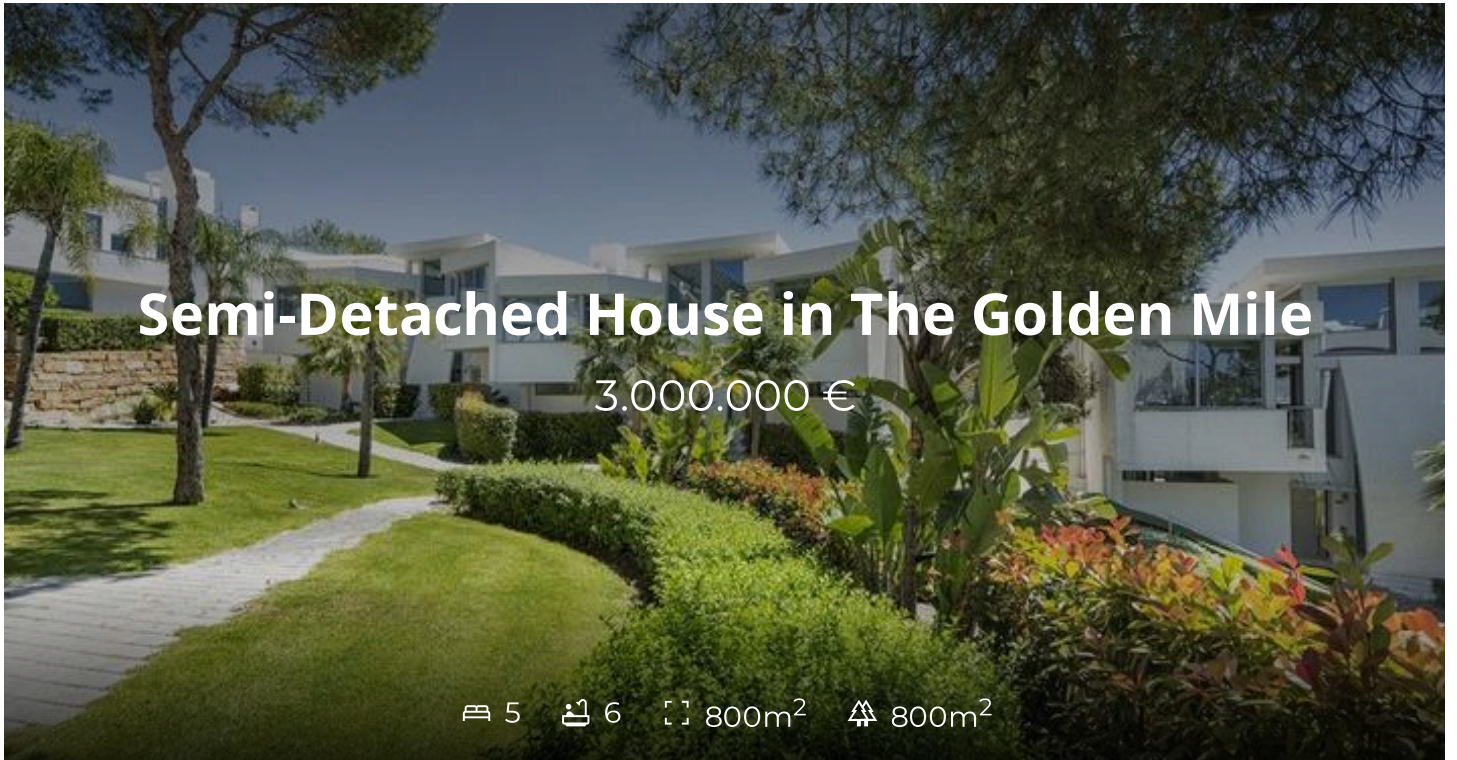 Semi-Detached House in The Golden Mile
3.000.000 €
5 6 800m² 800m²